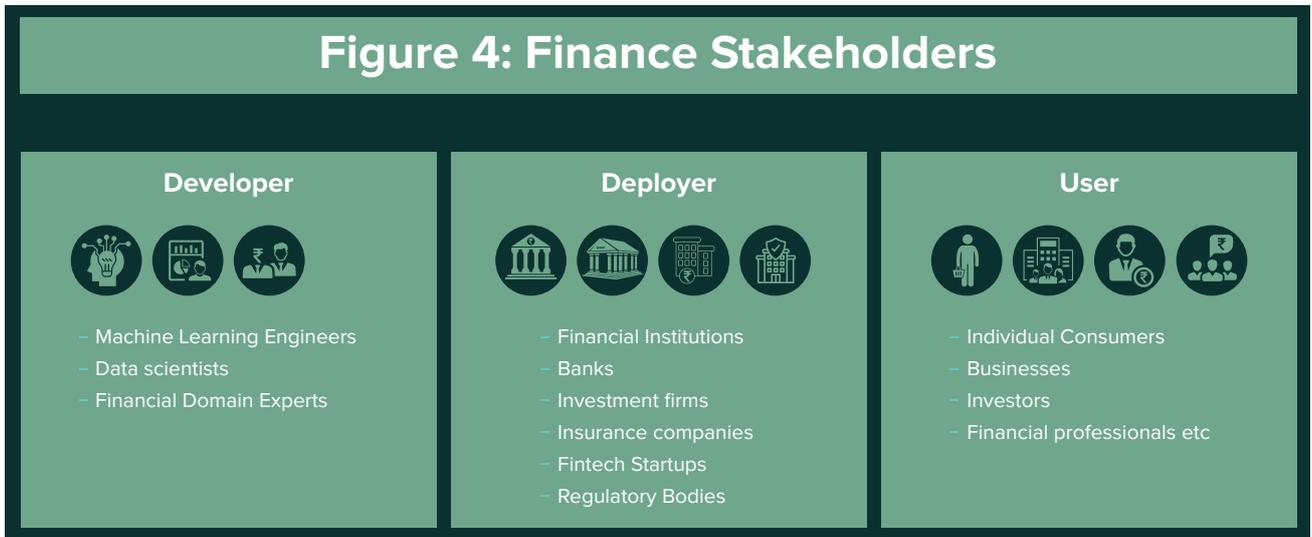 Figure 4: Finance Stakeholders
Developer
– Machine Learning Engineers
– Data scientists
– Financial Domain Experts
Deployer
– Financial Institutions
– Banks
– Investment firms
– Insurance companies
– Fintech Startups
– Regulatory Bodies
User
– Individual Consumers
– Businesses
– Investors
– Financial professionals etc